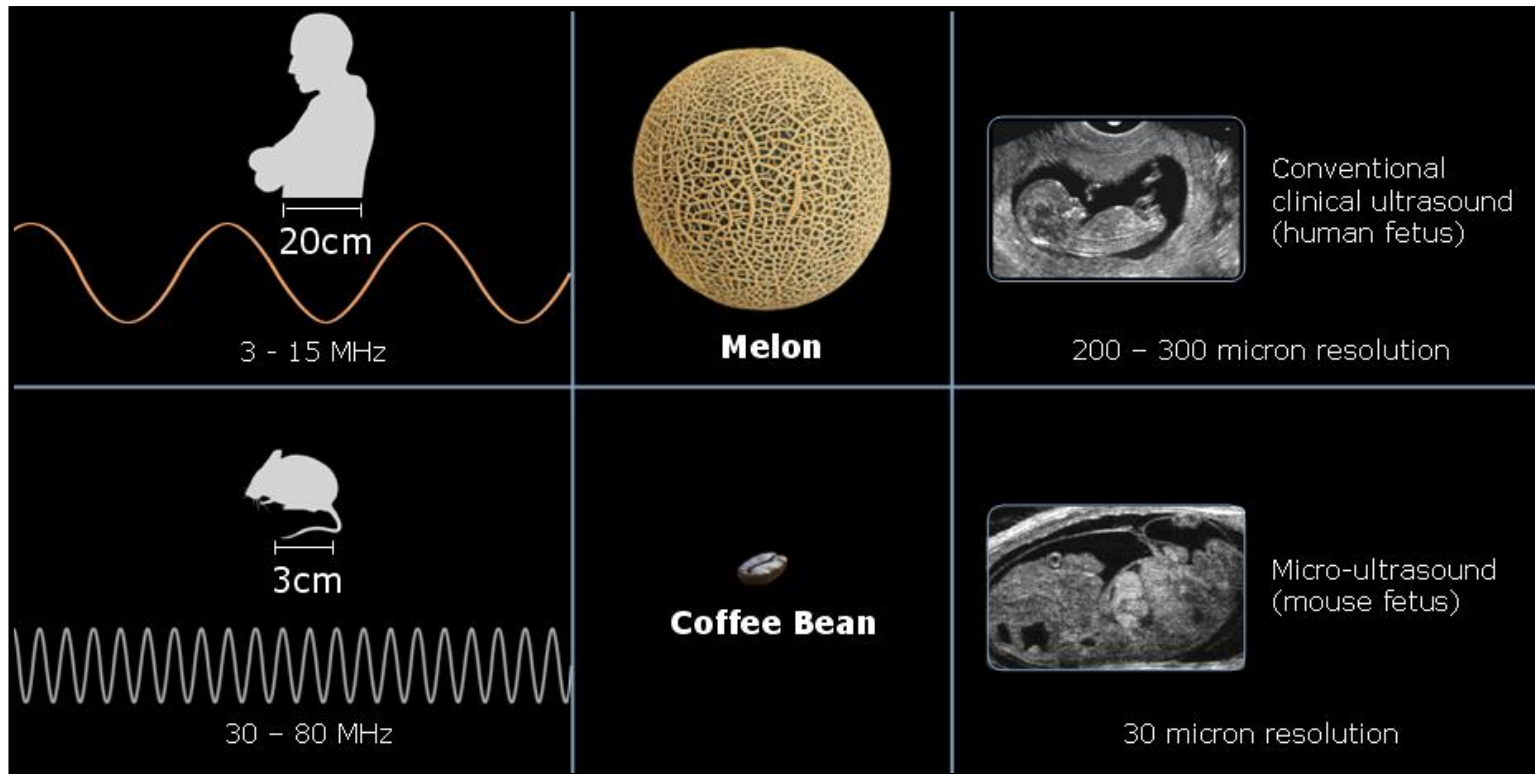 20cm
3 - 15 MHz
Melon
Conventional
clinical ultrasound
(human fetus)
200 – 300 micron resolution
3cm
30 – 80 MHz
Coffee Bean
Micro-ultrasound
(mouse fetus)
30 micron resolution